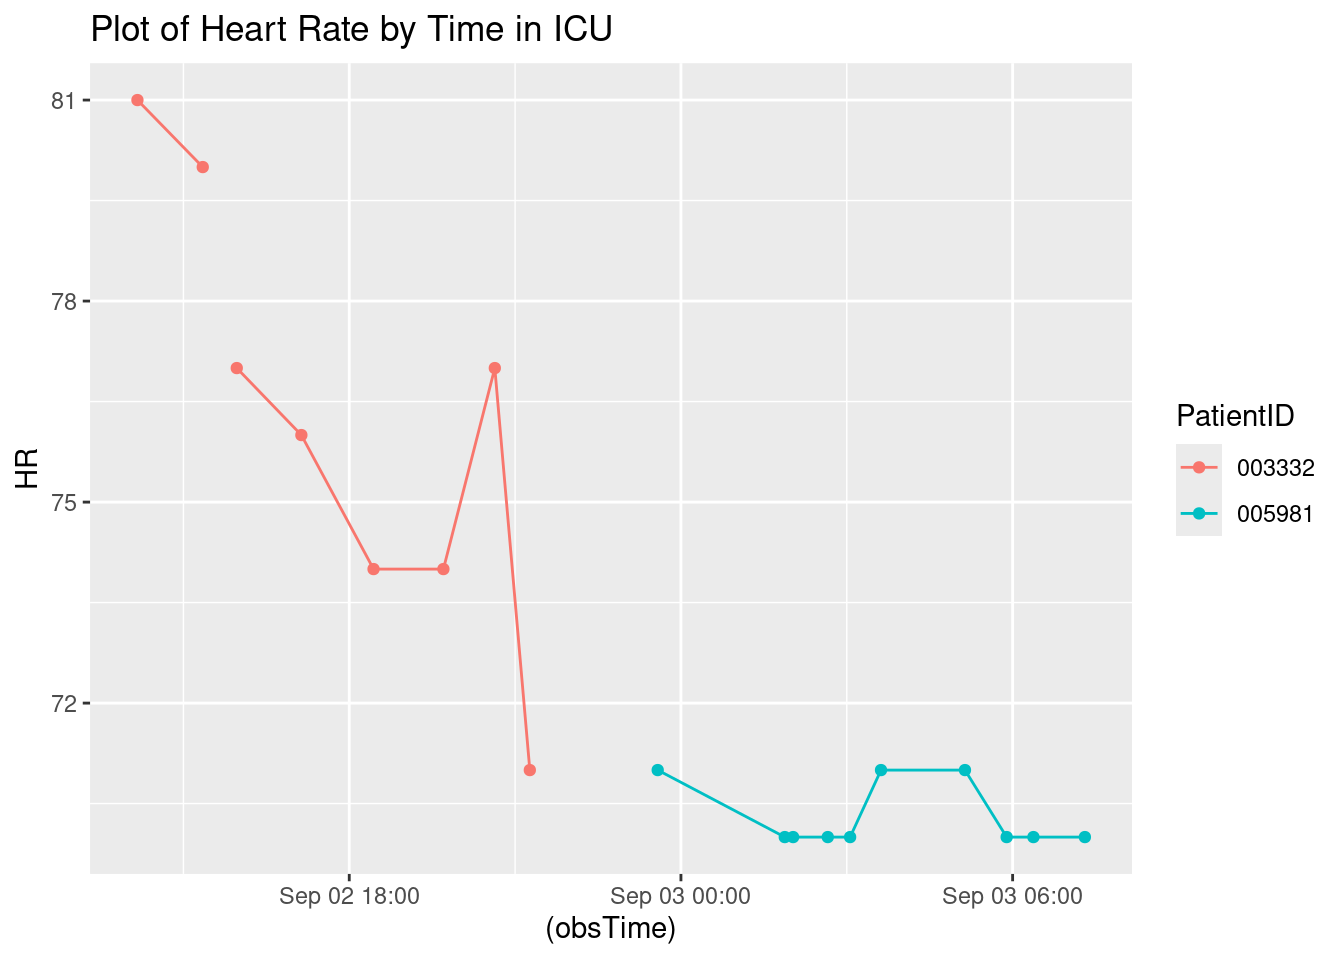 Plot of Heart Rate by Time in ICU
81
78
75
72
HR
Sep 02 18:00
Sep 03 00:00
Sep 03 06:00
(obsTime)
PatientID
003332
005981